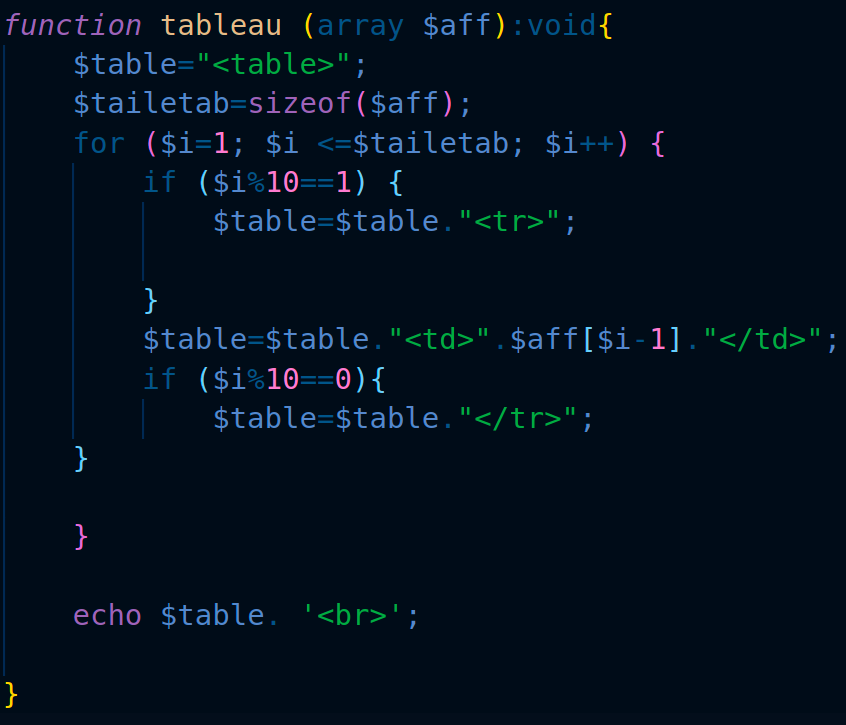 function tableau (array $aff):void{
    $table="<table>";
    $tailetab=sizeof($aff);
    for ($i=1; $i <=$tailetab; $i++) {
        if ($i%10==1) {
            $table=$table."<tr>";
        }
        $table=$table."<td>".$aff[$i-1]."</td>";
        if ($i%10==0){
            $table=$table."</tr>";
    }
    }
    echo $table. '<br>';
}